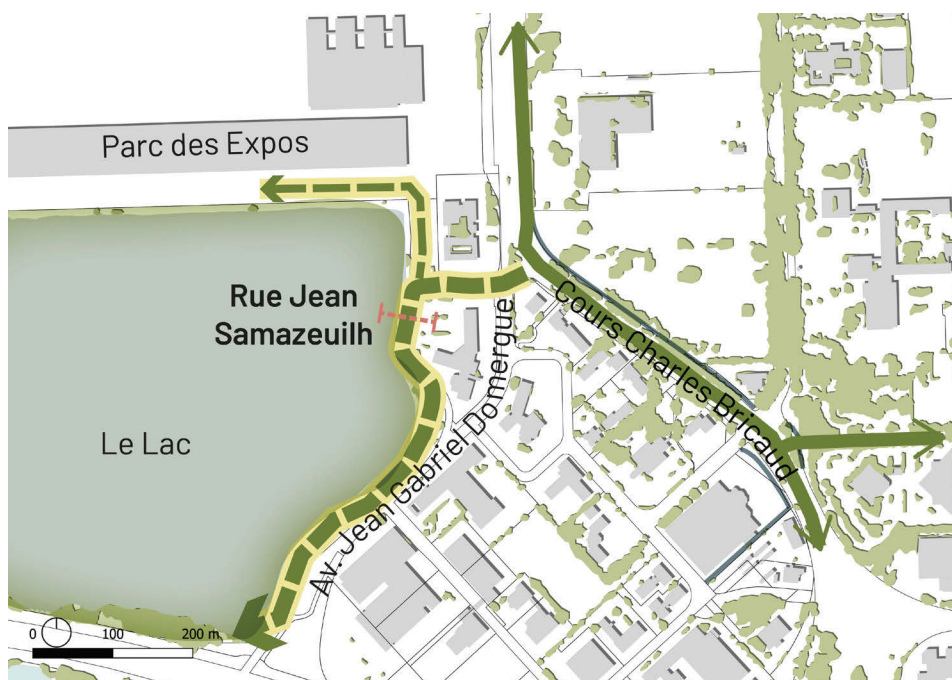 Parc des Expos
Rue Jean
Samazeuilh
Cours Charles Bricaud
Le Lac
Av. Jean Gabriel Domergue
0 100 200 m